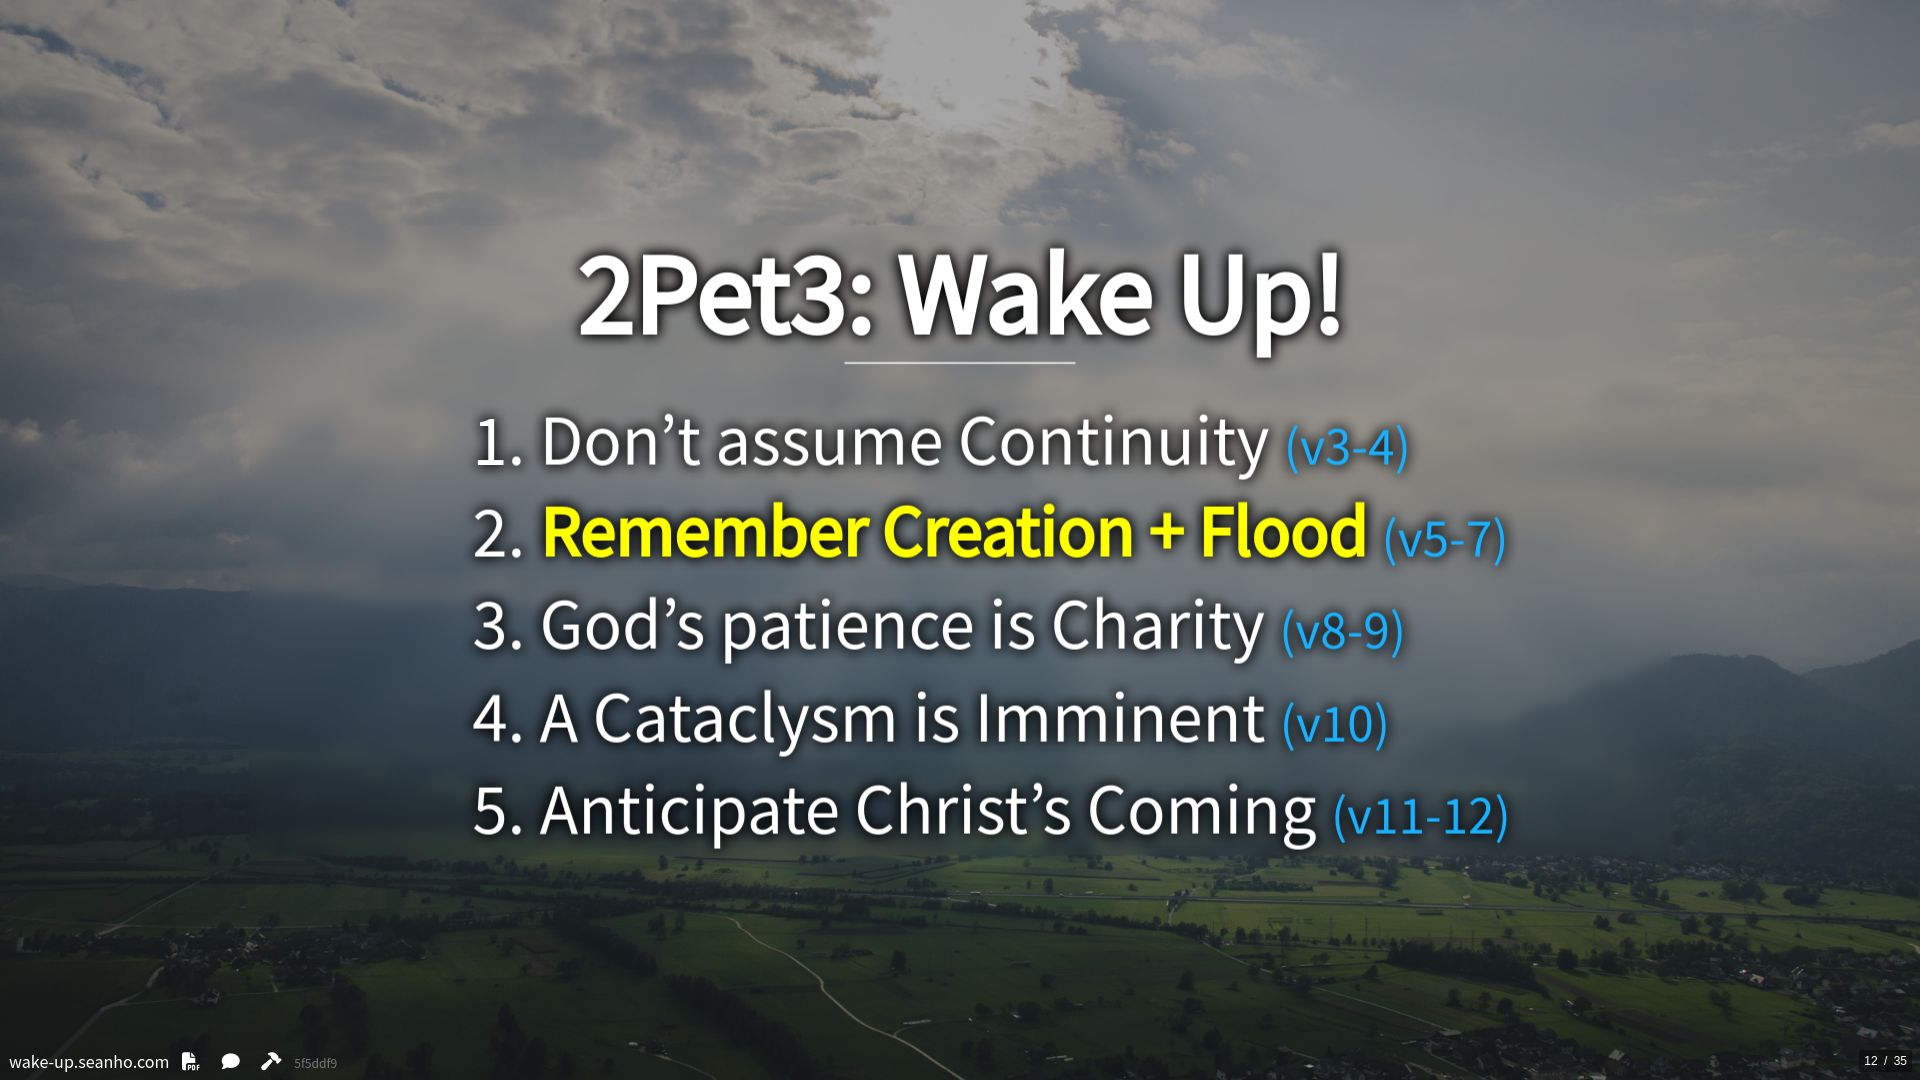 2Pet3: Wake Up!
1. Don’t assume Continuity (v3-4)
2. Remember Creation + Flood (v5-7)
3. God’s patience is Charity (v8-9)
4. A Cataclysm is Imminent (v10)
5. Anticipate Christ’s Coming (v11-12)
wake-up.seanho.com PDF 5f5ddf9
12 / 35